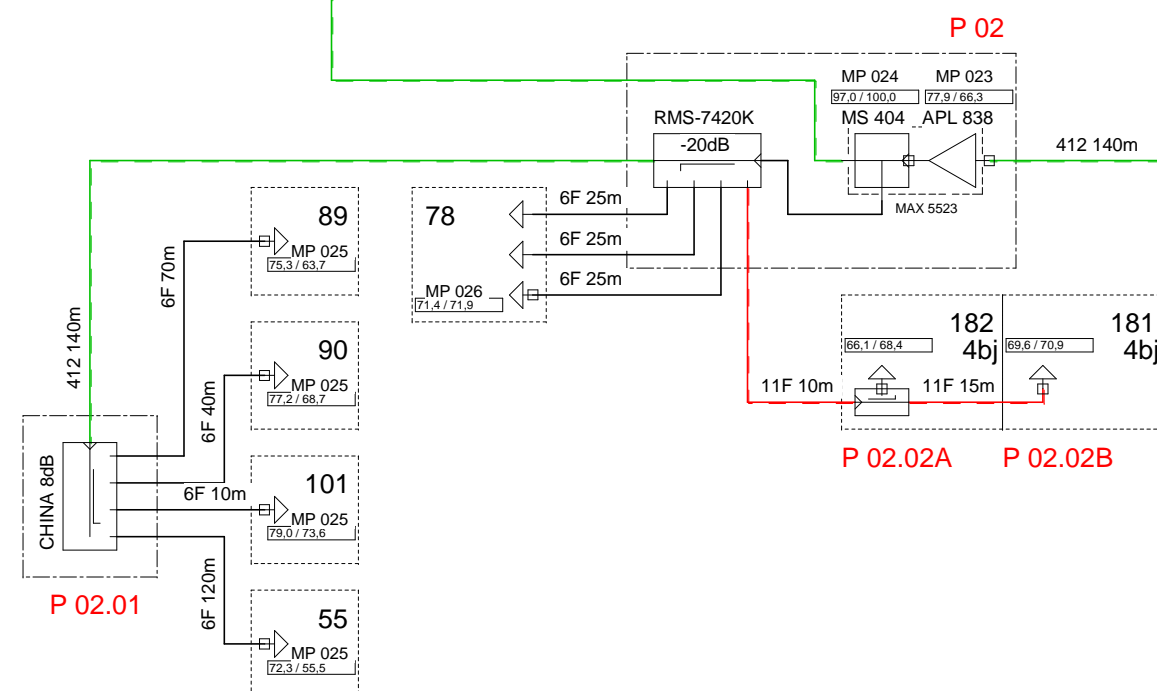 P 02
MP 024
MP 023
97,0 / 100,0
77,9 / 66,3
RMS-7420K
MS 404
APL 838
-20dB
412 140m
MAX 5523
89
MP 025
75,3 / 63,7
6F 70m
78
6F 25m
6F 25m
6F 25m
MP 026
71,4 / 71,9
412 140m
90
MP 025
77,2 / 68,7
6F 40m
182
4bj
66,1 / 68,4
181
4bj
69,6 / 70,9
11F 10m
11F 15m
P 02.02A
P 02.02B
CHINA 8dB
6F 10m
101
MP 025
79,0 / 73,6
P 02.01
6F 120m
55
MP 025
72,3 / 55,5